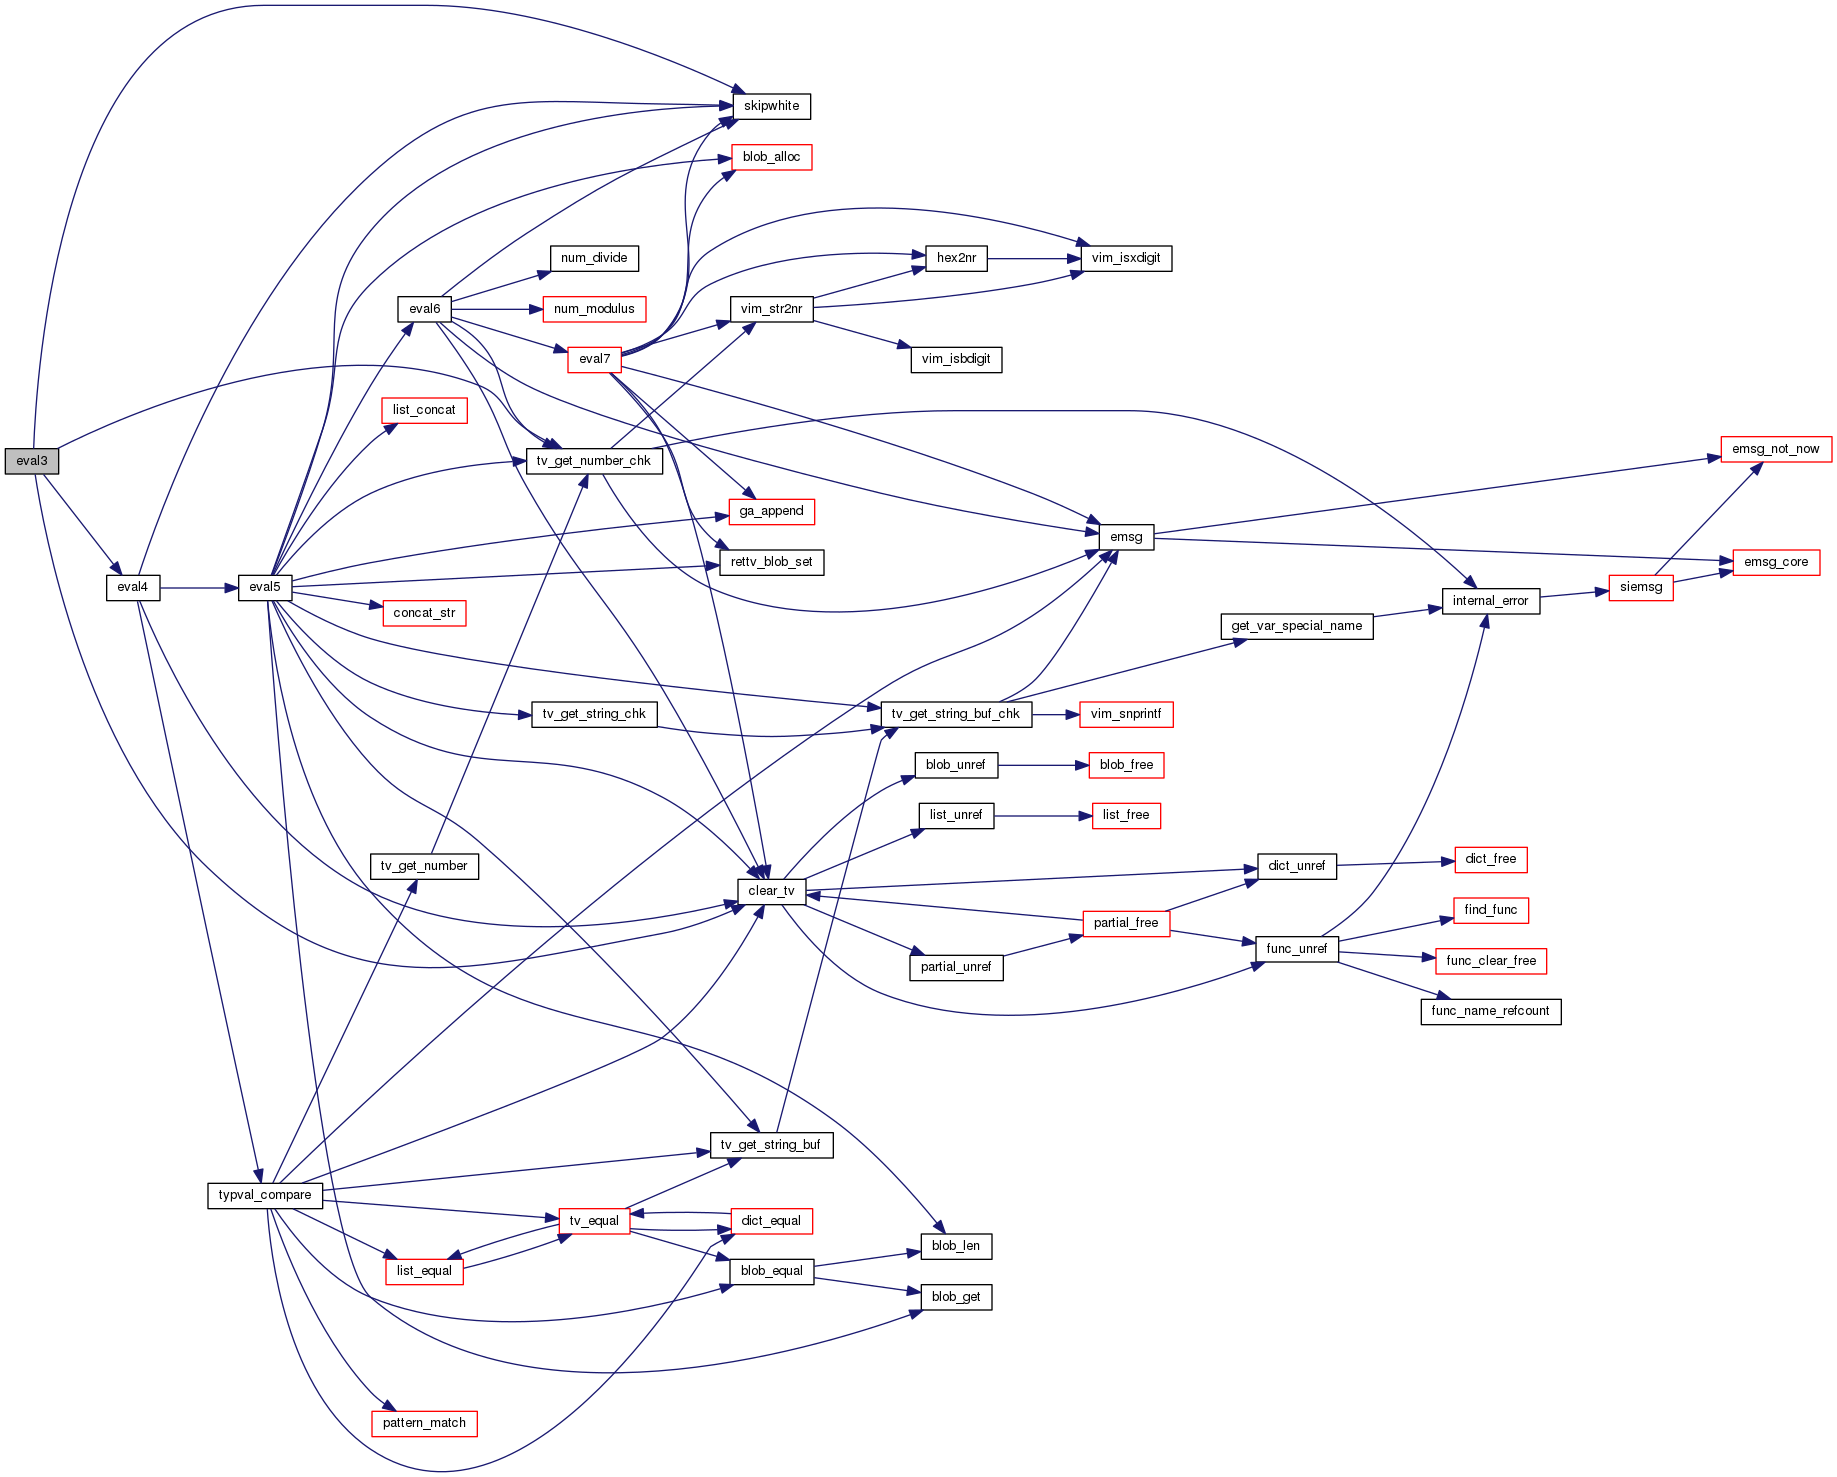 skipwhite
blob_alloc
num_divide
hex2nr
vim_isxdigit
eval6
num_modulus
vim_str2nr
eval7
vim_isbdigit
list_concat
emsg_not_now
eval3
tv_get_number_chk
ga_append
emsg
rettv_blob_set
emsg_core
eval4
eval5
siemsg
internal_error
concat_str
get_var_special_name
tv_get_string_chk
tv_get_string_buf_chk
vim_snprintf
blob_unref
blob_free
list_unref
list_free
tv_get_number
dict_unref
dict_free
clear_tv
partial_free
find_func
func_unref
func_clear_free
partial_unref
func_name_refcount
tv_get_string_buf
typval_compare
tv_equal
dict_equal
blob_len
list_equal
blob_equal
blob_get
pattern_match